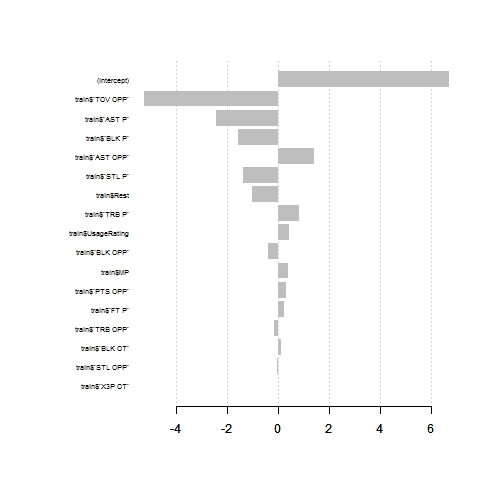 (Intercept)
train$`TOV OPP`
train$`AST P`
train$`BLK P`
train$`AST OPP`
train$`STL P`
train$Rest
train$`TRB P`
train$UsageRating
train$`BLK OPP`
train$MP
train$`PTS OPP`
train$`FT P`
train$`TRB OPP`
train$`BLK OT`
train$`STL OPP`
train$`X3P OT`
-4 -2 0 2 4 6